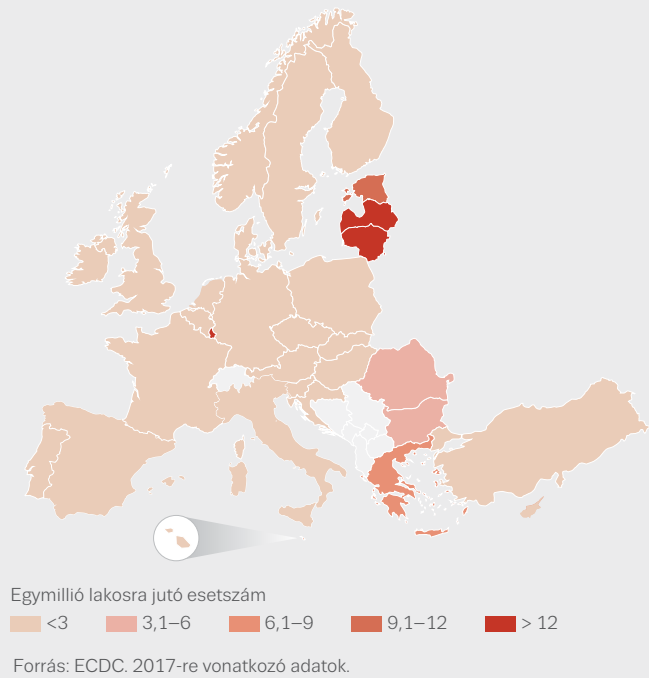 Egymillió lakosra jutó esetszám
<3 3,1–6 6,1–9 9,1–12 > 12
Forrás: ECDC. 2017-re vonatkozó adatok.